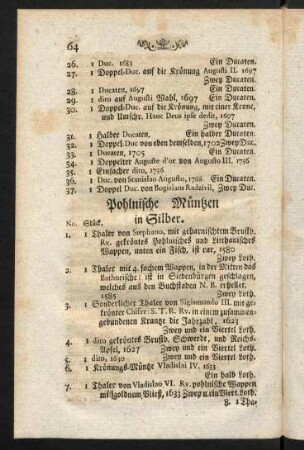 64
26. 1 Duc. 1683 Ein Ducaten.
27. 1 Doppel-Duc. auf die Krönung Augusti II. 1697
Zwey Ducaten.
28. 1 Ducaten, 1697 Ein Ducaten.
29. 1 dito auf Augusti Wahl, 1697 Ein Ducaten.
30. 1 Doppel-Duc. auf die Krönung, mit einer Krone,
und Umschr. Hanc Deus ipse dedit, 1697
Zwey Ducaten.
31. 1 Halber Ducaten, Ein halber Ducaten.
32. 1 Doppel-Duc von eben demselben, 1702 Zwey Duc.
33. 1 Ducaten, 1705 Ein Ducaten.
34. 1 Doppelter Auguste d'or von Augusto III. 1756
35. 1 Einfacher dito, 1756
36. 1 Duc. von Stanislao Augusto, 1766 Ein Ducaten.
37. 1 Doppel Duc. von Bogislaus Radzivil, Zwey Duc.
Pohlnische Müntzen
in Silber.
No. Stück.
1. 1 Thaler von Stephano, mit geharnischtem Brustb.
Rv. gekröntes Pohlnisches und Litthauisches
Wappen, unten ein Fisch, ist rar, 1580
Zwey Loth.
2. 1 Thaler mit 4. fachem Wappen, in der Mitten das
Bathorische: ist in Siebenbürgen geschlagen,
welches aus den Buchstaben N. B. erhellet.
1585 Zwey Loth.
3. 1 Sonderlicher Thaler von Sigismundo III. mit ge-
krönter Chifer: S. T. R. Rv. in einem zusammen-
gebundenen Krantze die Jahrzahl, 1623
Zwey und ein Viertel Loth.
4. 1 dito gekröntes Brustb. Schwerdt, und Reichs-
Apfel, 1627 Zwey und ein Viertel Loth.
5. 1 dito, 1630 Zwey und ein Viertel Loth.
6. 1 Krönungs-Müntze Vladislai IV. 1633
Ein halb Loth.
7. 1 Thaler von Vladislao VI. Rv. pohlnische Wappen
mit goldnem Vließ, 1633 Zwey u. ein Viert. Loth.
8. 1 Tha-